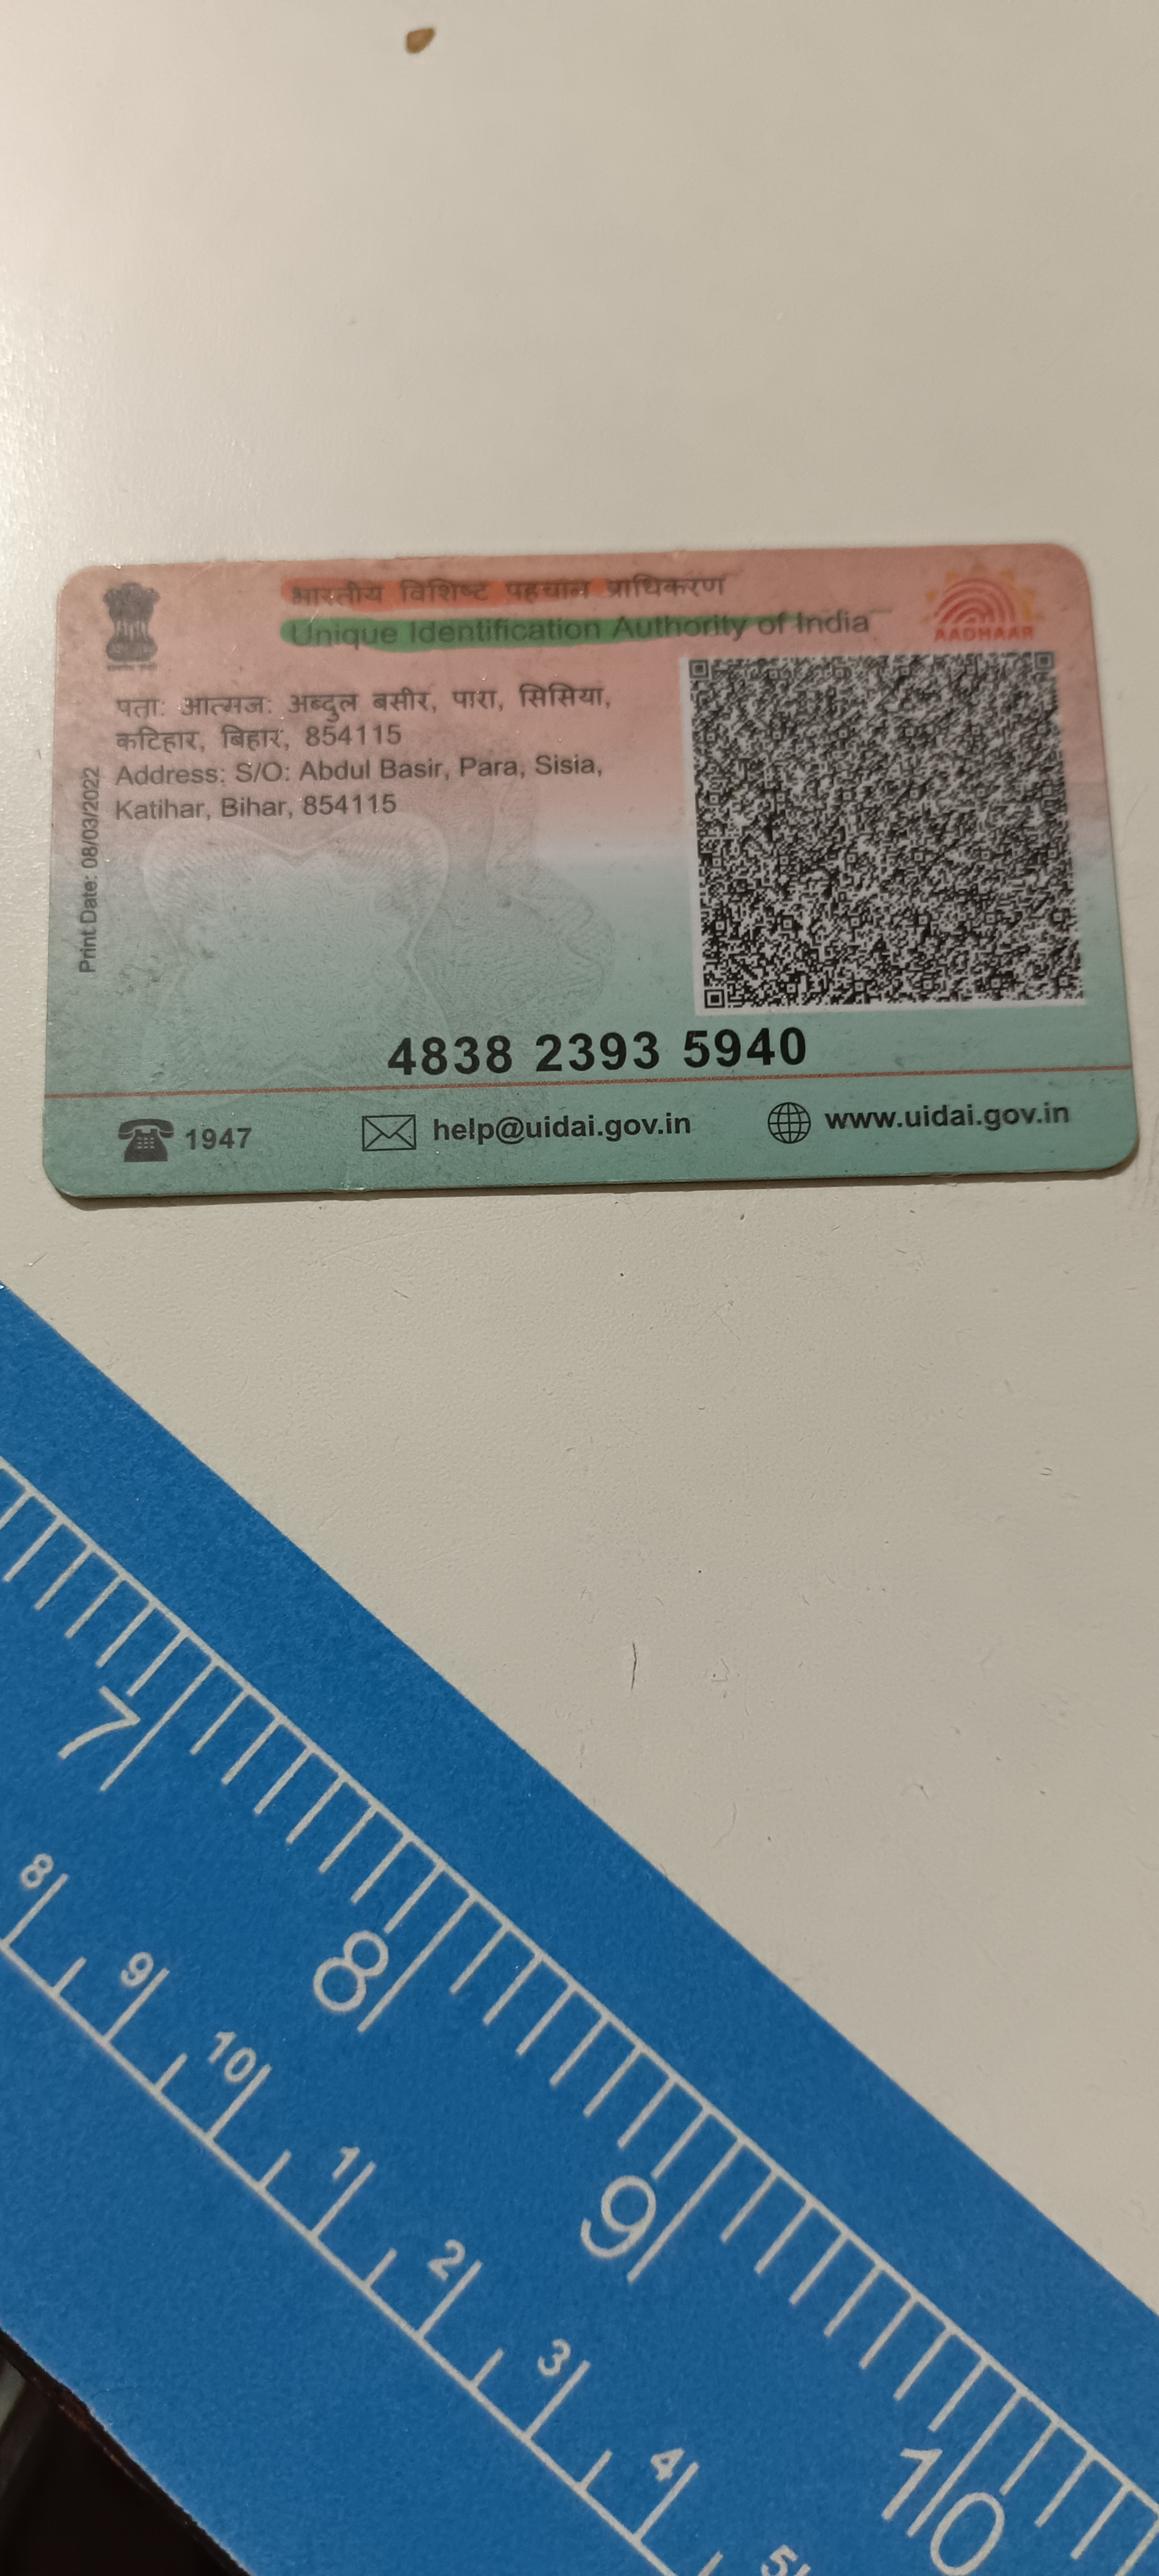 भारतीय विशिष्ट पहचान प्राधिकरण
Unique Identification Authority of India
AADHAAR
पता: आत्मज: अब्दुल बसीर, पारा, सिसिया,
कटिहार, बिहार, 854115
Address: S/O: Abdul Basir, Para, Sisia,
Katihar, Bihar, 854115
Print Date: 08/03/2022
4838 2393 5940
1947
help@uidai.gov.in
www.uidai.gov.in
7
8
9
10
8
9
10
1
2
3
4
5